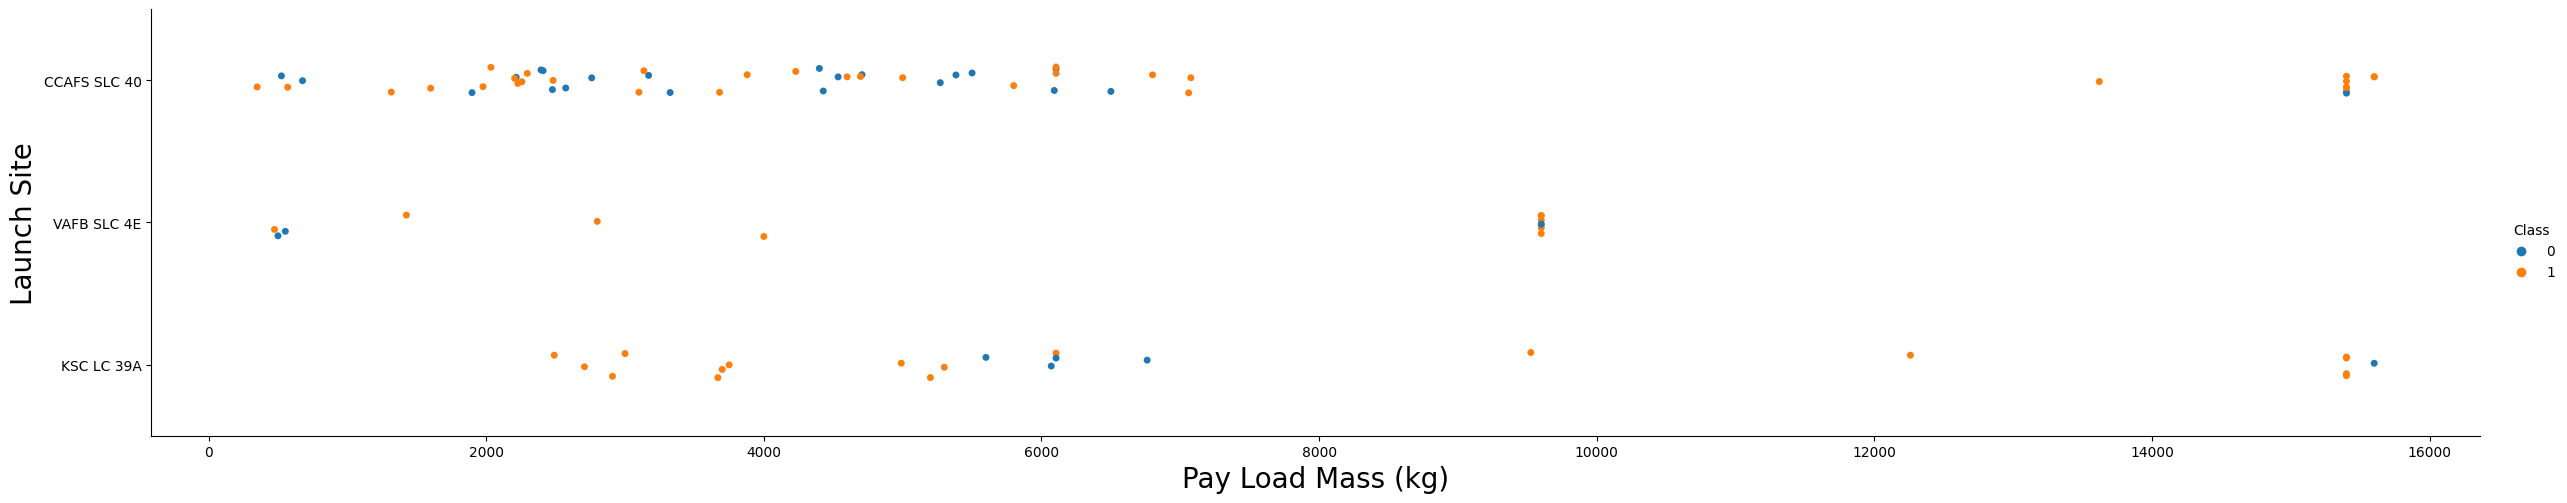 Launch Site
CCAFS SLC 40
VAFB SLC 4E
KSC LC 39A
0 2000 4000 6000 8000 10000 12000 14000 16000
Pay Load Mass (kg)
Class
0
1